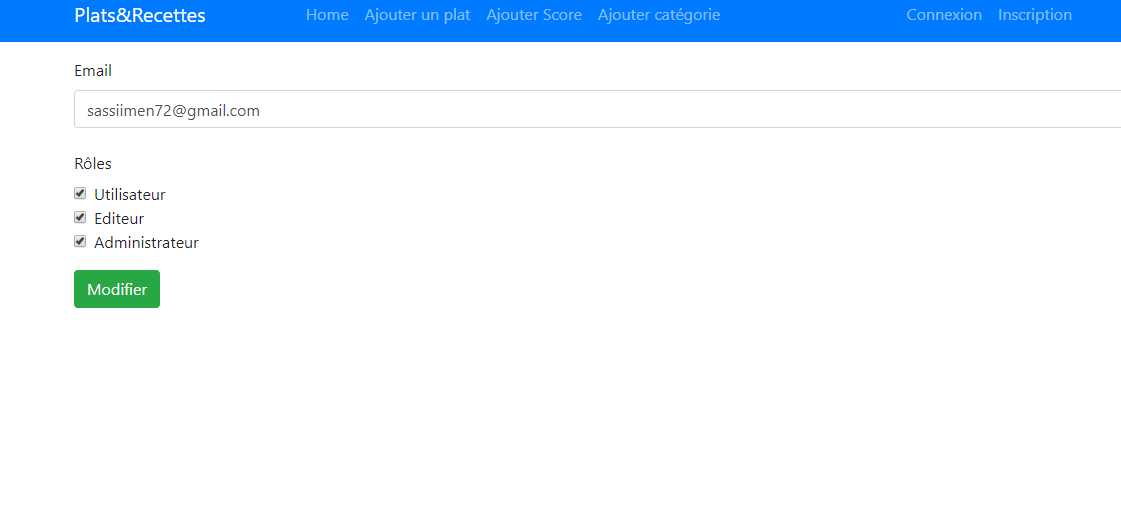 Plats&Recettes Home Ajouter un plat Ajouter Score Ajouter catégorie Connexion Inscription
Email
sassiimen72@gmail.com
Rôles
Utilisateur
Editeur
Administrateur
Modifier